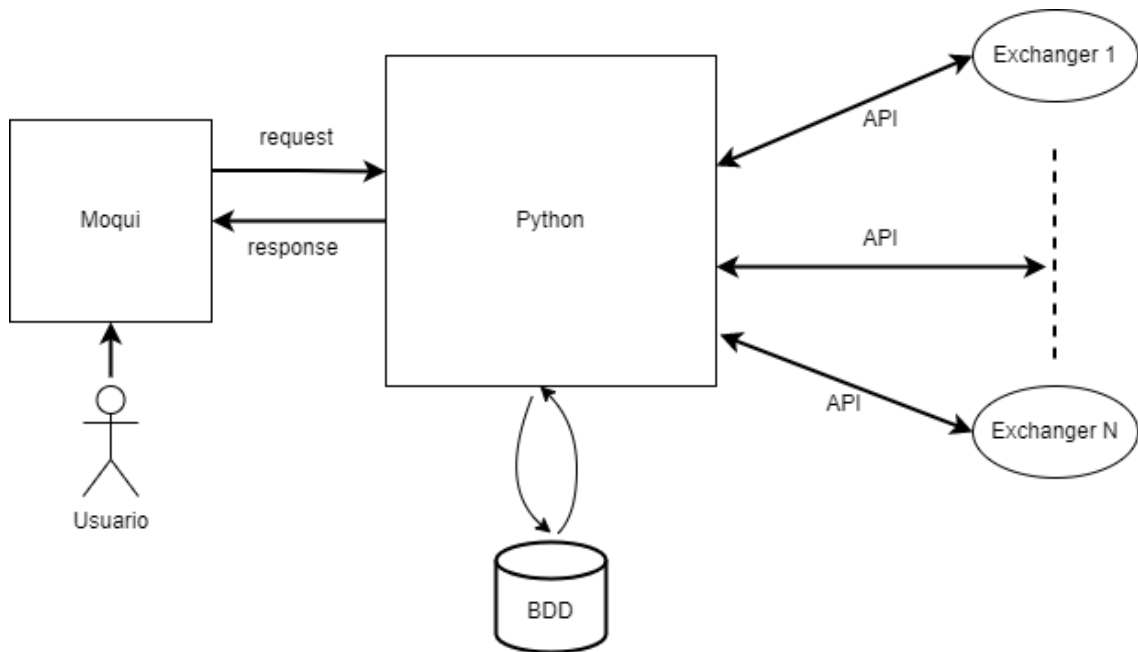 Exchanger 1
API
request
Moqui
Python
response
API
API
Exchanger N
Usuario
BDD